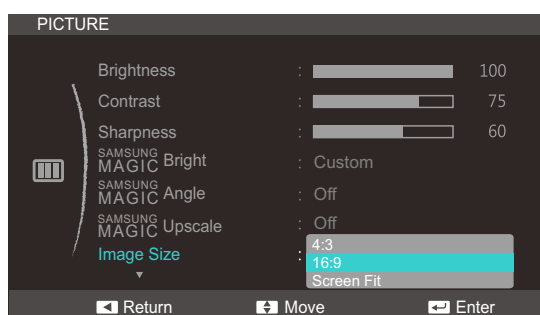 PICTURE
Brightness : 100
Contrast : 75
Sharpness : 60
SAMSUNG MAGIC Bright : Custom
SAMSUNG MAGIC Angle : Off
SAMSUNG MAGIC Upscale : Off
Image Size : 4:3
16:9
Screen Fit
Return Move Enter